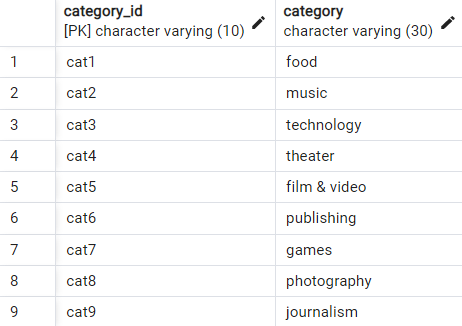 category_id category
[PK] character varying (10) character varying (30)
1 cat1 food
2 cat2 music
3 cat3 technology
4 cat4 theater
5 cat5 film & video
6 cat6 publishing
7 cat7 games
8 cat8 photography
9 cat9 journalism